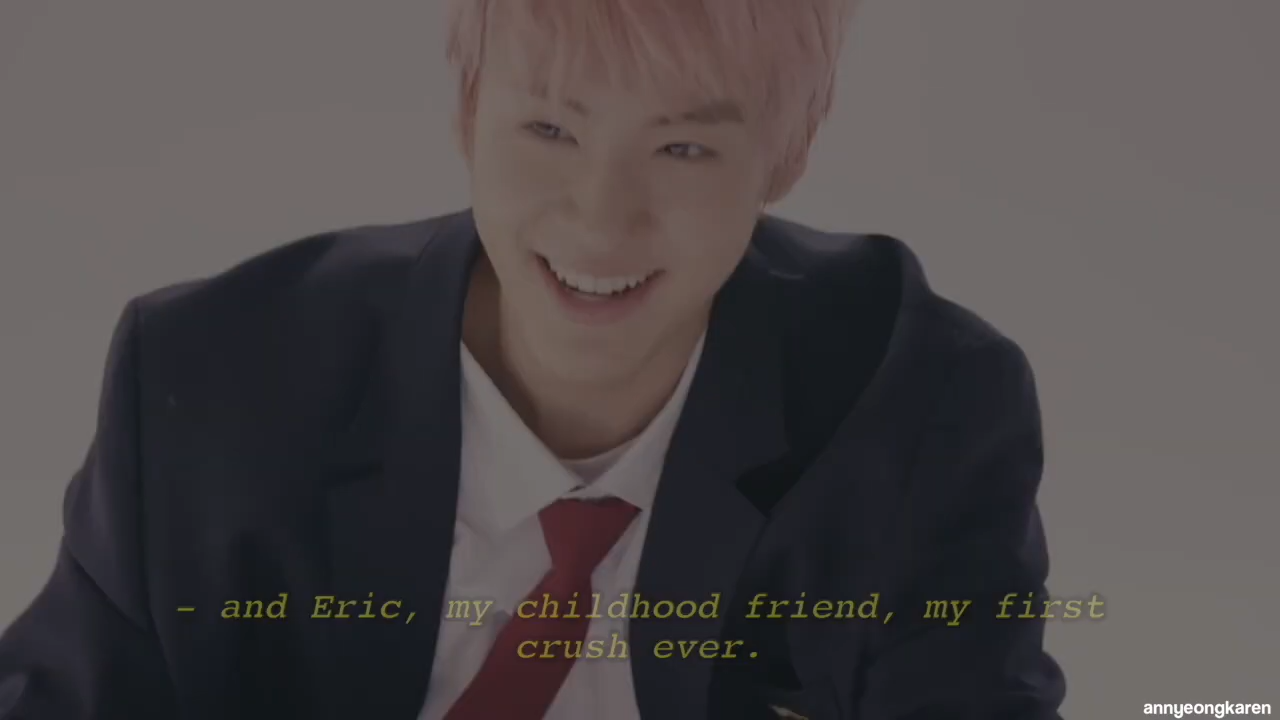 - and Eric, my childhood friend, my first
crush ever.
annyeongkaren